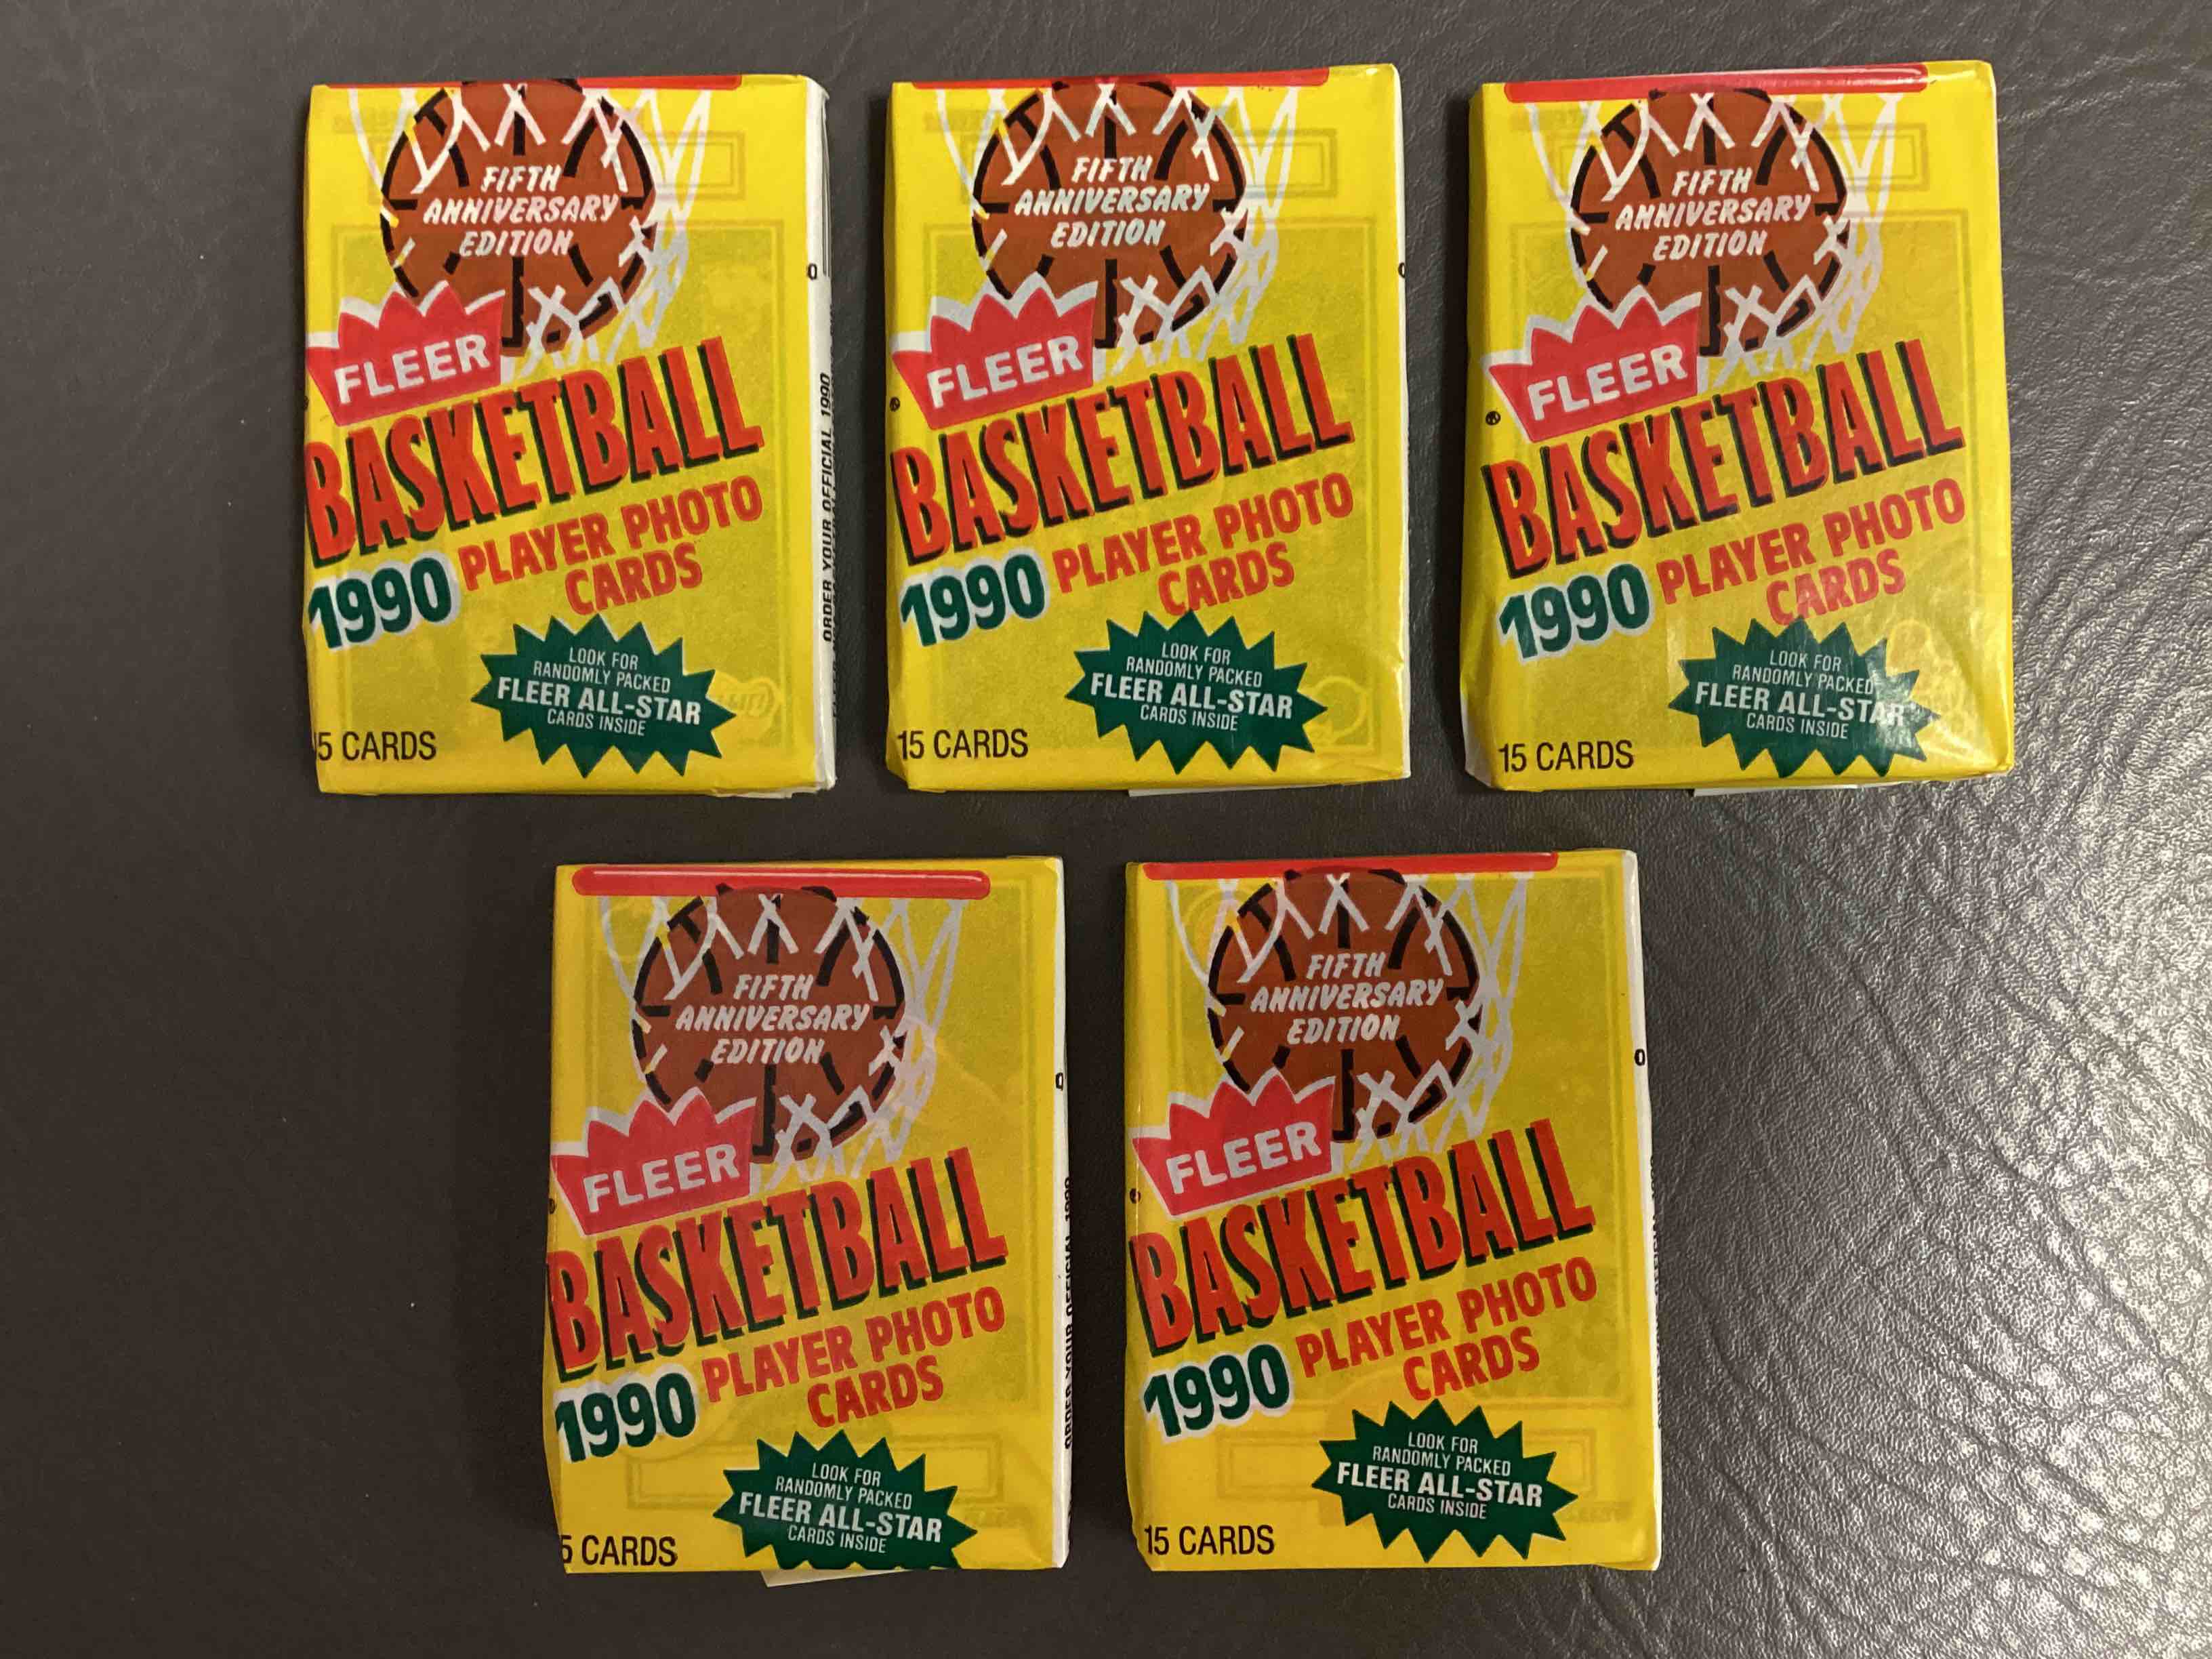 FIFTH
ANNIVERSARY
EDITION
FLEER
BASKETBALL
1990 PLAYER PHOTO
CARDS
LOOK FOR
RANDOMLY PACKED
FLEER ALL-STAR
CARDS INSIDE
5 CARDS
ORDER YOUR OFFICIAL 1990
FIFTH
ANNIVERSARY
EDITION
FLEER
BASKETBALL
1990 PLAYER PHOTO
CARDS
LOOK FOR
RANDOMLY PACKED
FLEER ALL-STAR
CARDS INSIDE
15 CARDS
FIFTH
ANNIVERSARY
EDITION
FLEER
BASKETBALL
1990 PLAYER PHOTO
CARDS
LOOK FOR
RANDOMLY PACKED
FLEER ALL-STAR
CARDS INSIDE
15 CARDS
FIFTH
ANNIVERSARY
EDITION
FLEER
BASKETBALL
1990 PLAYER PHOTO
CARDS
LOOK FOR
RANDOMLY PACKED
FLEER ALL-STAR
CARDS INSIDE
5 CARDS
ORDER YOUR OFFICIAL 1990
FIFTH
ANNIVERSARY
EDITION
FLEER
BASKETBALL
1990 PLAYER PHOTO
CARDS
LOOK FOR
RANDOMLY PACKED
FLEER ALL-STAR
CARDS INSIDE
15 CARDS